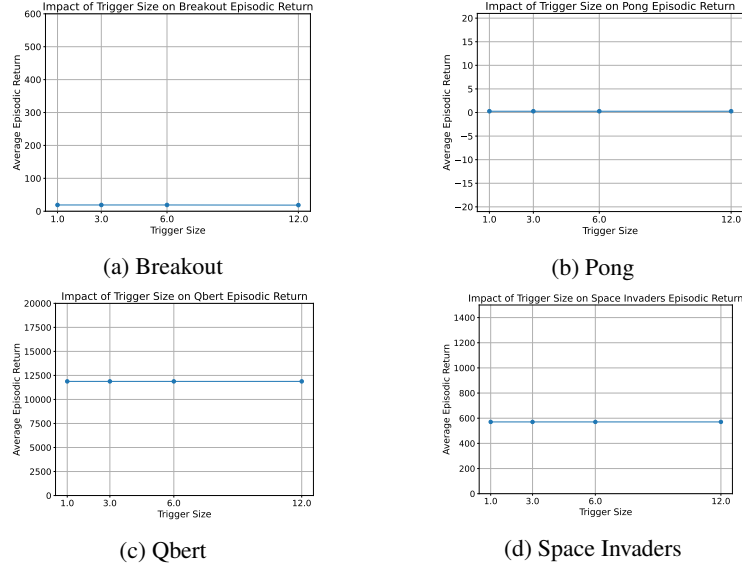 Impact of Trigger Size on Breakout Episodic Return
Average Episodic Return
600
500
400
300
200
100
0
1.0 3.0 6.0 12.0
Trigger Size
(a) Breakout
Impact of Trigger Size on Pong Episodic Return
Average Episodic Return
20
15
10
5
0
−5
−10
−15
−20
1.0 3.0 6.0 12.0
Trigger Size
(b) Pong
Impact of Trigger Size on Qbert Episodic Return
Average Episodic Return
20000
17500
15000
12500
10000
7500
5000
2500
0
1.0 3.0 6.0 12.0
Trigger Size
(c) Qbert
Impact of Trigger Size on Space Invaders Episodic Return
Average Episodic Return
1400
1200
1000
800
600
400
200
0
1.0 3.0 6.0 12.0
Trigger Size
(d) Space Invaders